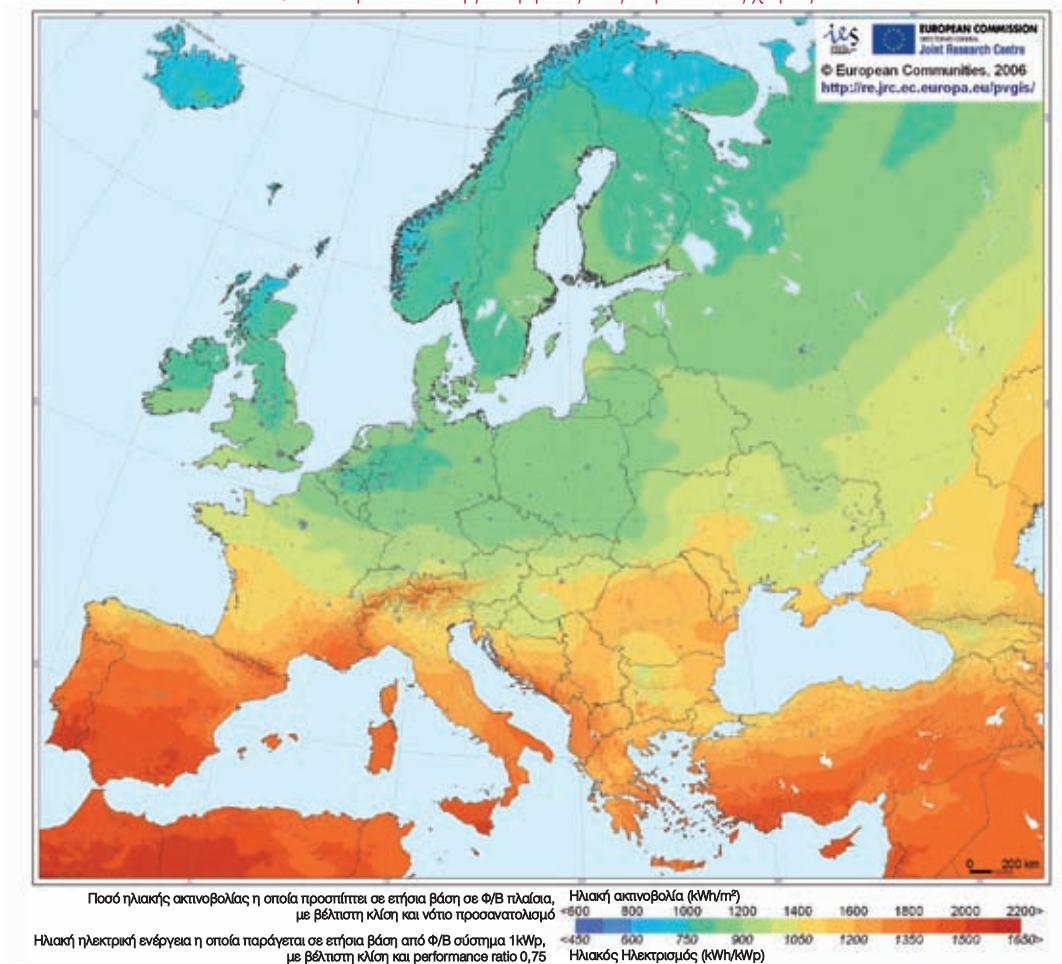 ies
EUROPEAN COMMISSION
DIRECTORATE-GENERAL
Joint Research Centre
© European Communities, 2006
http://re.jrc.ec.europa.eu/pvgis/
0 200 km
Ποσό ηλιακής ακτινοβολίας η οποία προσπίπτει σε ετήσια βάση σε Φ/Β πλαίσια,
με βέλτιστη κλίση και νότιο προσανατολισμό
Ηλιακή ηλεκτρική ενέργεια η οποία παράγεται σε ετήσια βάση από Φ/Β σύστημα 1kWp,
με βέλτιστη κλίση και performance ratio 0,75
Ηλιακή ακτινοβολία (kWh/m²)
<600 800 1000 1200 1400 1600 1800 2000 2200>
<450 600 750 900 1050 1200 1350 1500 1650>
Ηλιακός Ηλεκτρισμός (kWh/kWp)